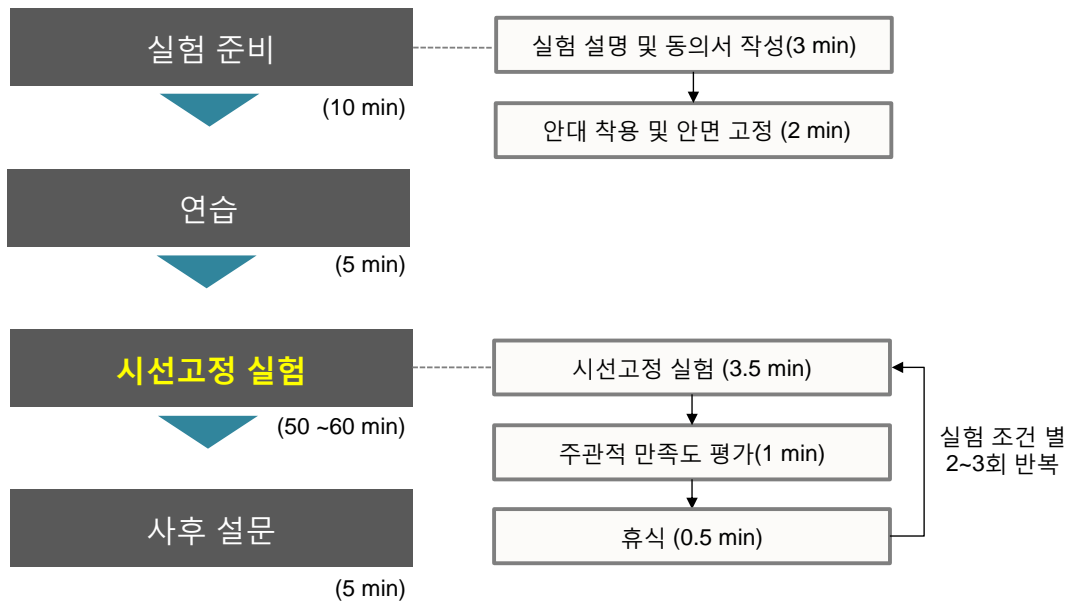 실험 준비
(10 min)
실험 설명 및 동의서 작성(3 min)
안대 착용 및 안면 고정 (2 min)
연습
(5 min)
시선고정 실험
(50 ~60 min)
시선고정 실험 (3.5 min)
주관적 만족도 평가(1 min)
휴식 (0.5 min)
실험 조건 별
2~3회 반복
사후 설문
(5 min)